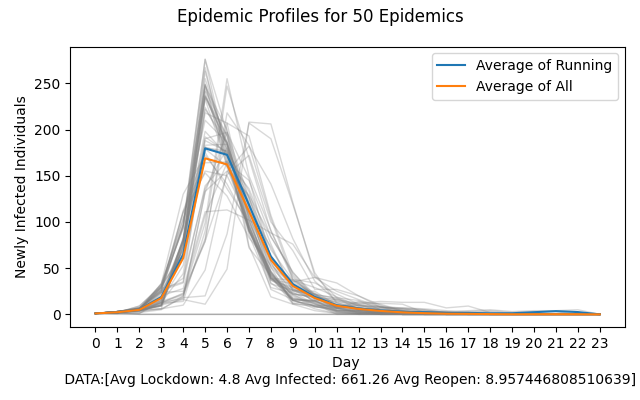 Epidemic Profiles for 50 Epidemics
Average of Running
Average of All
Newly Infected Individuals
250
200
150
100
50
0
0 1 2 3 4 5 6 7 8 9 10 11 12 13 14 15 16 17 18 19 20 21 22 23
Day
DATA:[Avg Lockdown: 4.8 Avg Infected: 661.26 Avg Reopen: 8.957446808510639]